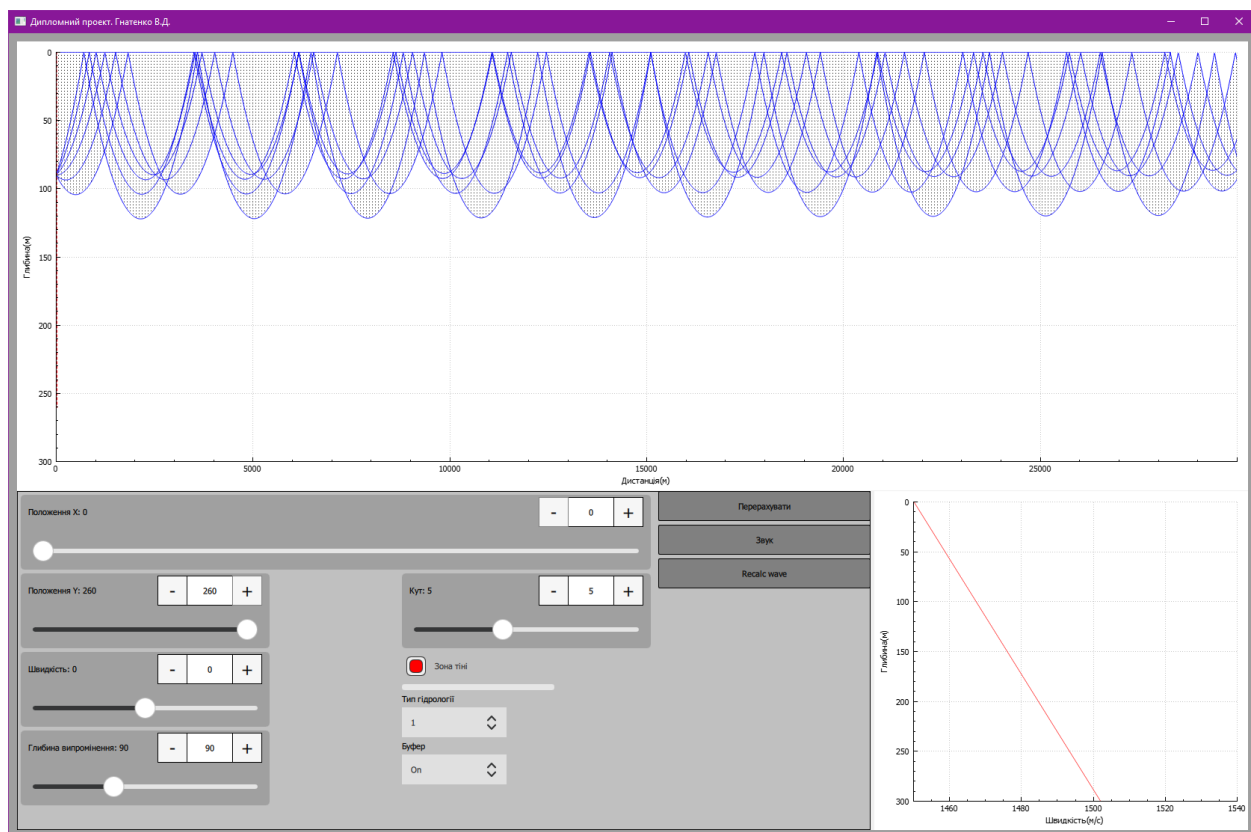 Дипломний проект. Гнатенко В.Д.
0
50
100
150
200
250
300
Глибина(м)
0
5000
10000
15000
20000
25000
Дистанція(м)
Положення X: 0
-
0
+
Перерахувати
Звук
Recalc wave
Положення Y: 260
-
260
+
Кут: 5
-
5
+
Швидкість: 0
-
0
+
Зона тіні
Тип гідрології
1
Глибина випромінення: 90
-
90
+
Буфер
On
0
50
100
150
200
250
300
Глибина(м)
1460
1480
1500
1520
1540
Швидкість(м/с)